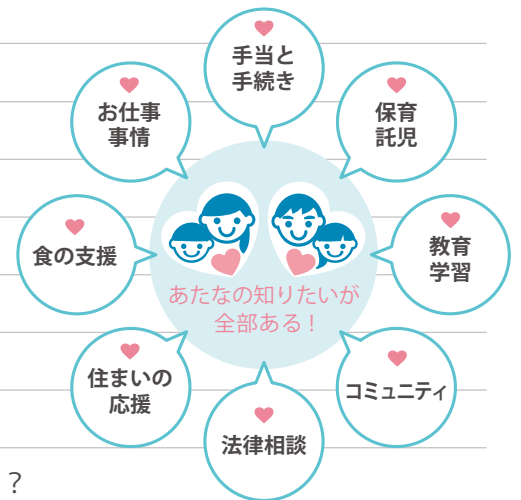 手当と
手続き
保育
託児
教育
学習
コミュニティ
法律相談
住まいの
応援
食の支援
お仕事
事情
あたなの知りたいが
全部ある！
？